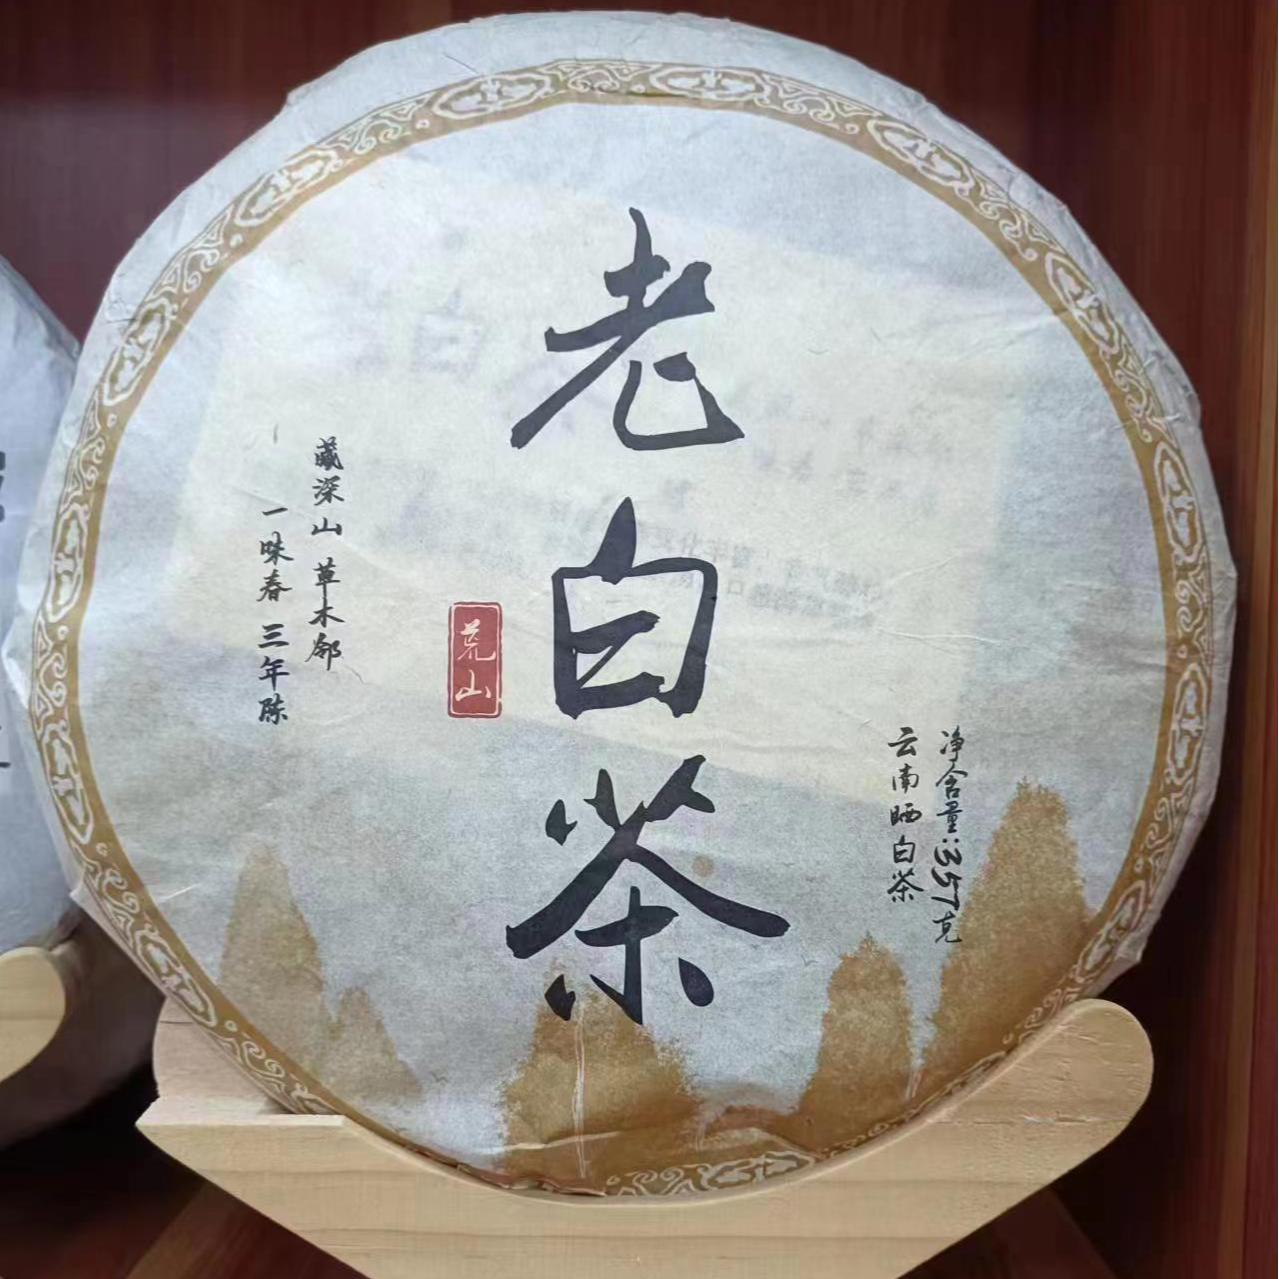 老白茶
荒山
藏深山 草木邻
一味春 三年陈
净含量:357克
云南晒白茶